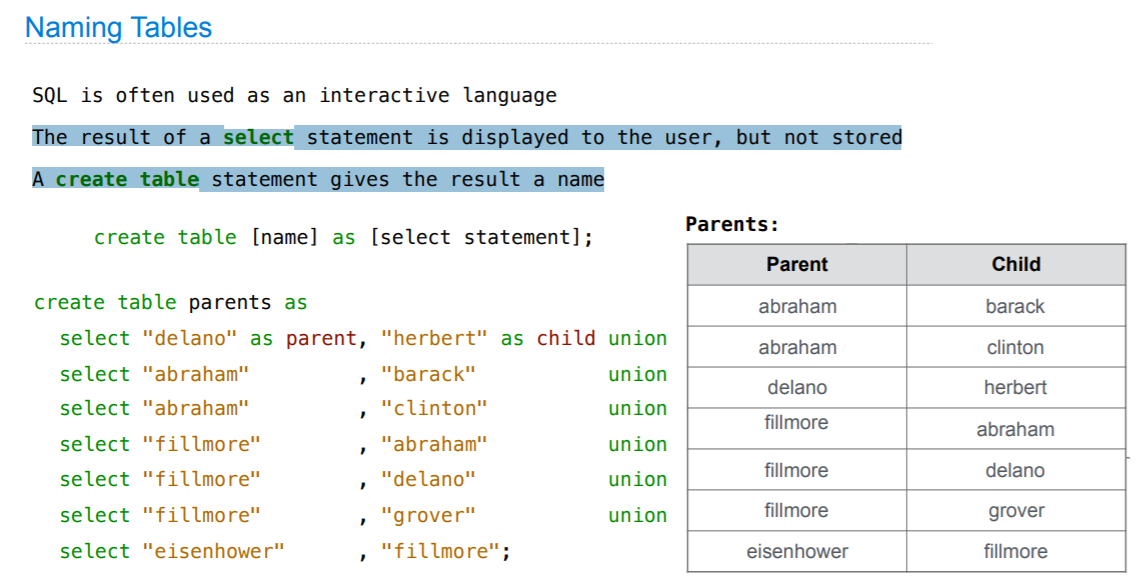 Naming Tables
SQL is often used as an interactive language
The result of a select statement is displayed to the user, but not stored
A create table statement gives the result a name
create table [name] as [select statement];
create table parents as
select "delano" as parent, "herbert" as child union
select "abraham" , "barack" union
select "abraham" , "clinton" union
select "fillmore" , "abraham" union
select "fillmore" , "delano" union
select "fillmore" , "grover" union
select "eisenhower" , "fillmore";
Parents:
Parent Child
abraham barack
abraham clinton
delano herbert
fillmore abraham
fillmore delano
fillmore grover
eisenhower fillmore